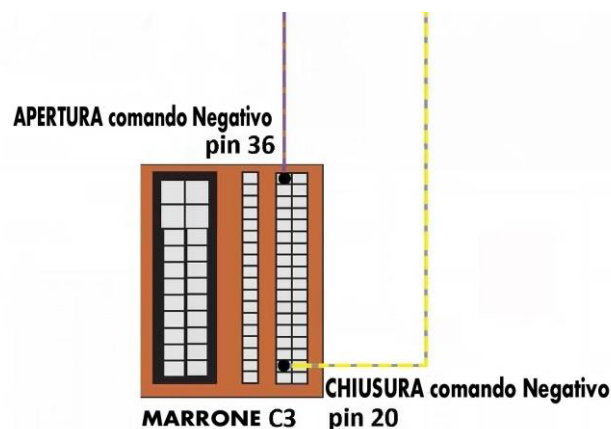 APERTURA comando Negativo
pin 36
CHIUSURA comando Negativo
MARRONE C3 pin 20